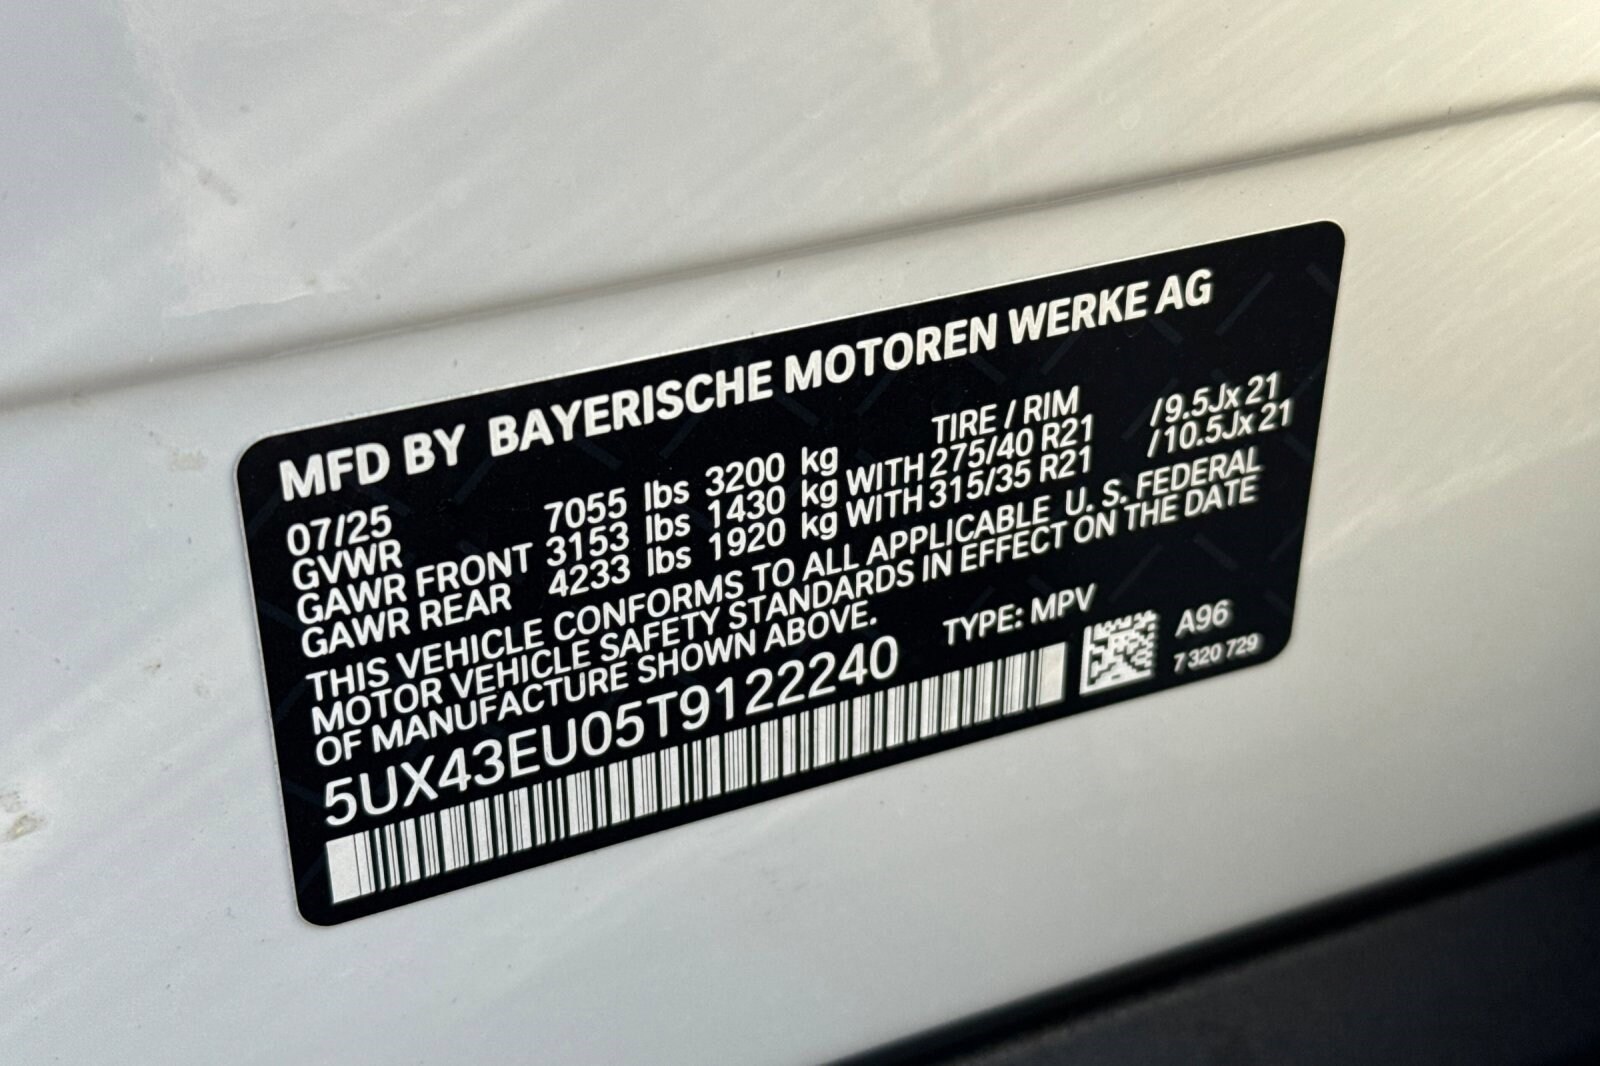 MFD BY BAYERISCHE MOTOREN WERKE AG
07/25 TIRE / RIM
GVWR 7055 lbs 3200 kg
GAWR FRONT 3153 lbs 1430 kg WITH 275/40 R21 /9.5Jx21
GAWR REAR 4233 lbs 1920 kg WITH 315/35 R21 /10.5Jx21
THIS VEHICLE CONFORMS TO ALL APPLICABLE U. S. FEDERAL
MOTOR VEHICLE SAFETY STANDARDS IN EFFECT ON THE DATE
OF MANUFACTURE SHOWN ABOVE.
5UX43EU05T9122240 TYPE: MPV
A96
7 320 729